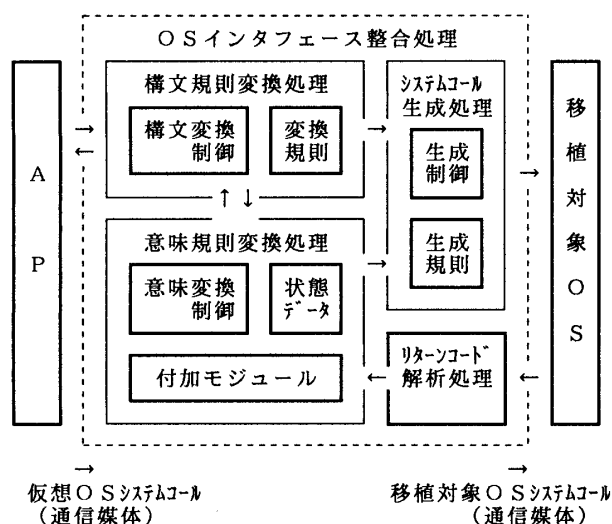 OSインタフェース整合処理
構文規則変換処理
構文変換
制御
変換
規則
システムコール
生成処理
生成
制御
生成
規則
意味規則変換処理
意味変換
制御
状態
データ
付加モジュール
リターンコード
解析処理
AP
移植対象OS
仮想OSシステムコール
(通信媒体)
移植対象OSシステムコール
(通信媒体)